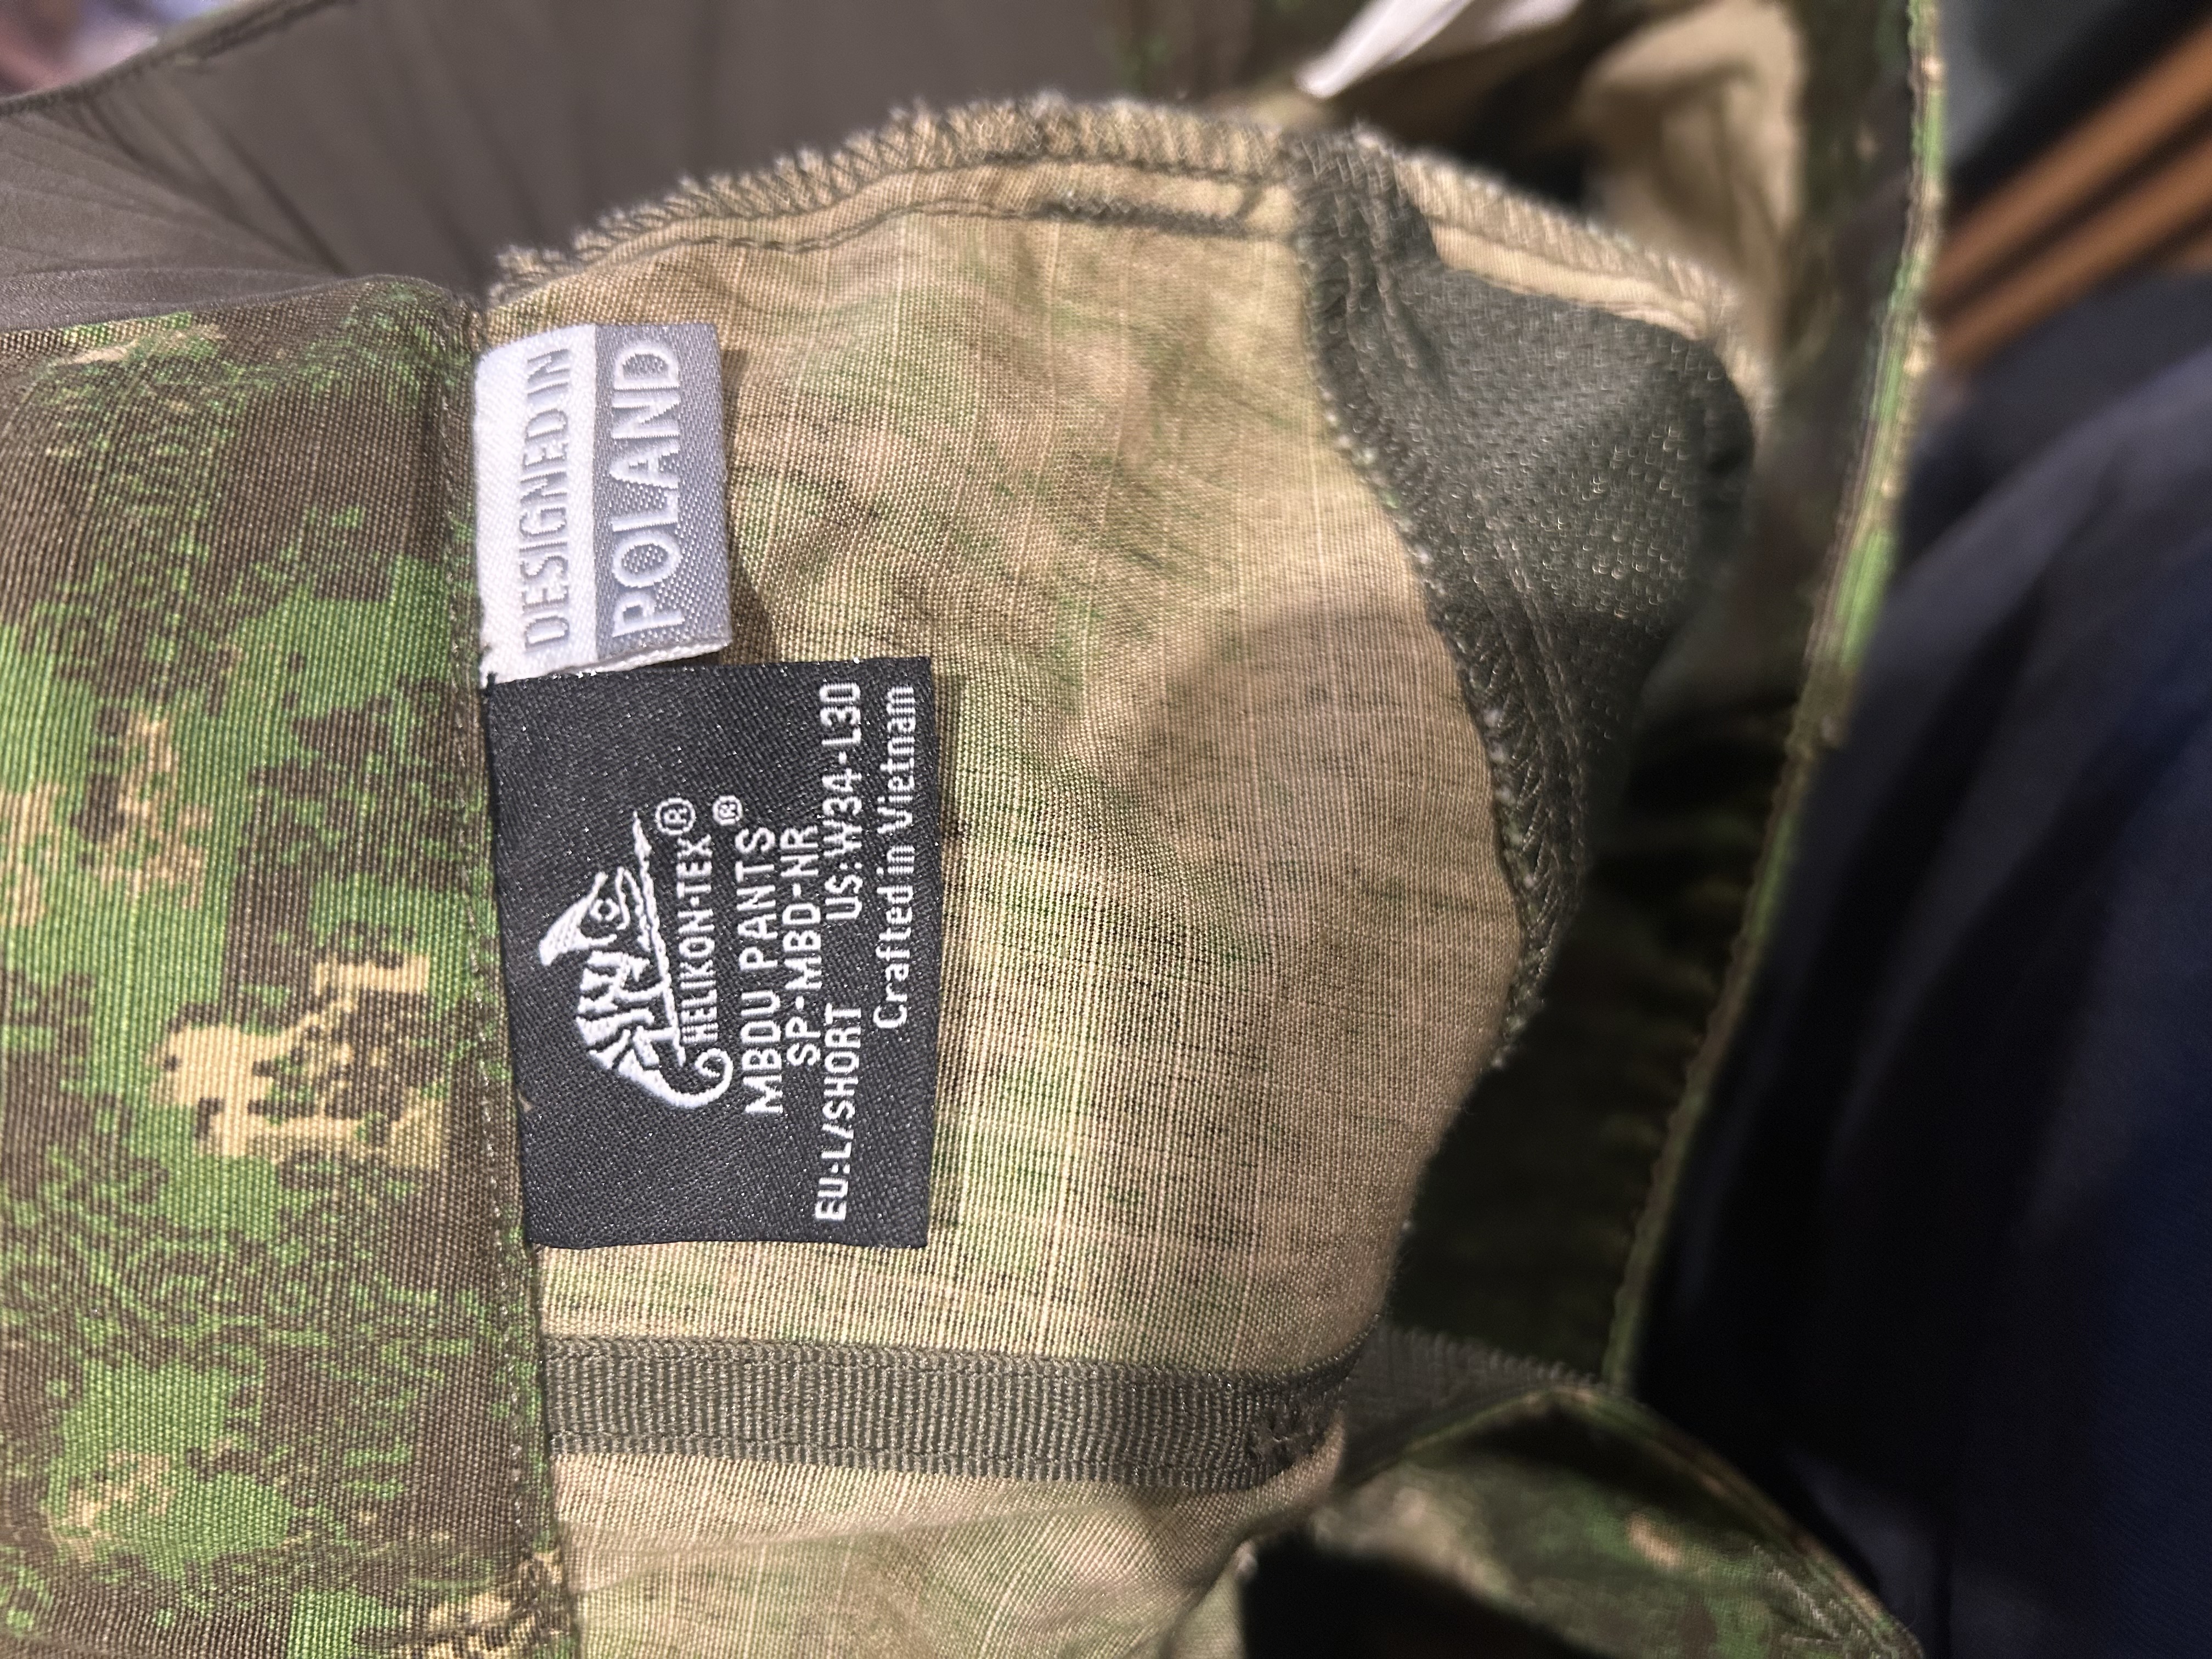 DESIGNED IN
POLAND
HELIKON-TEX®
®
MBDU PANTS
SP-MBD-NR
EU:L/SHORT US:W34-L30
Crafted in Vietnam